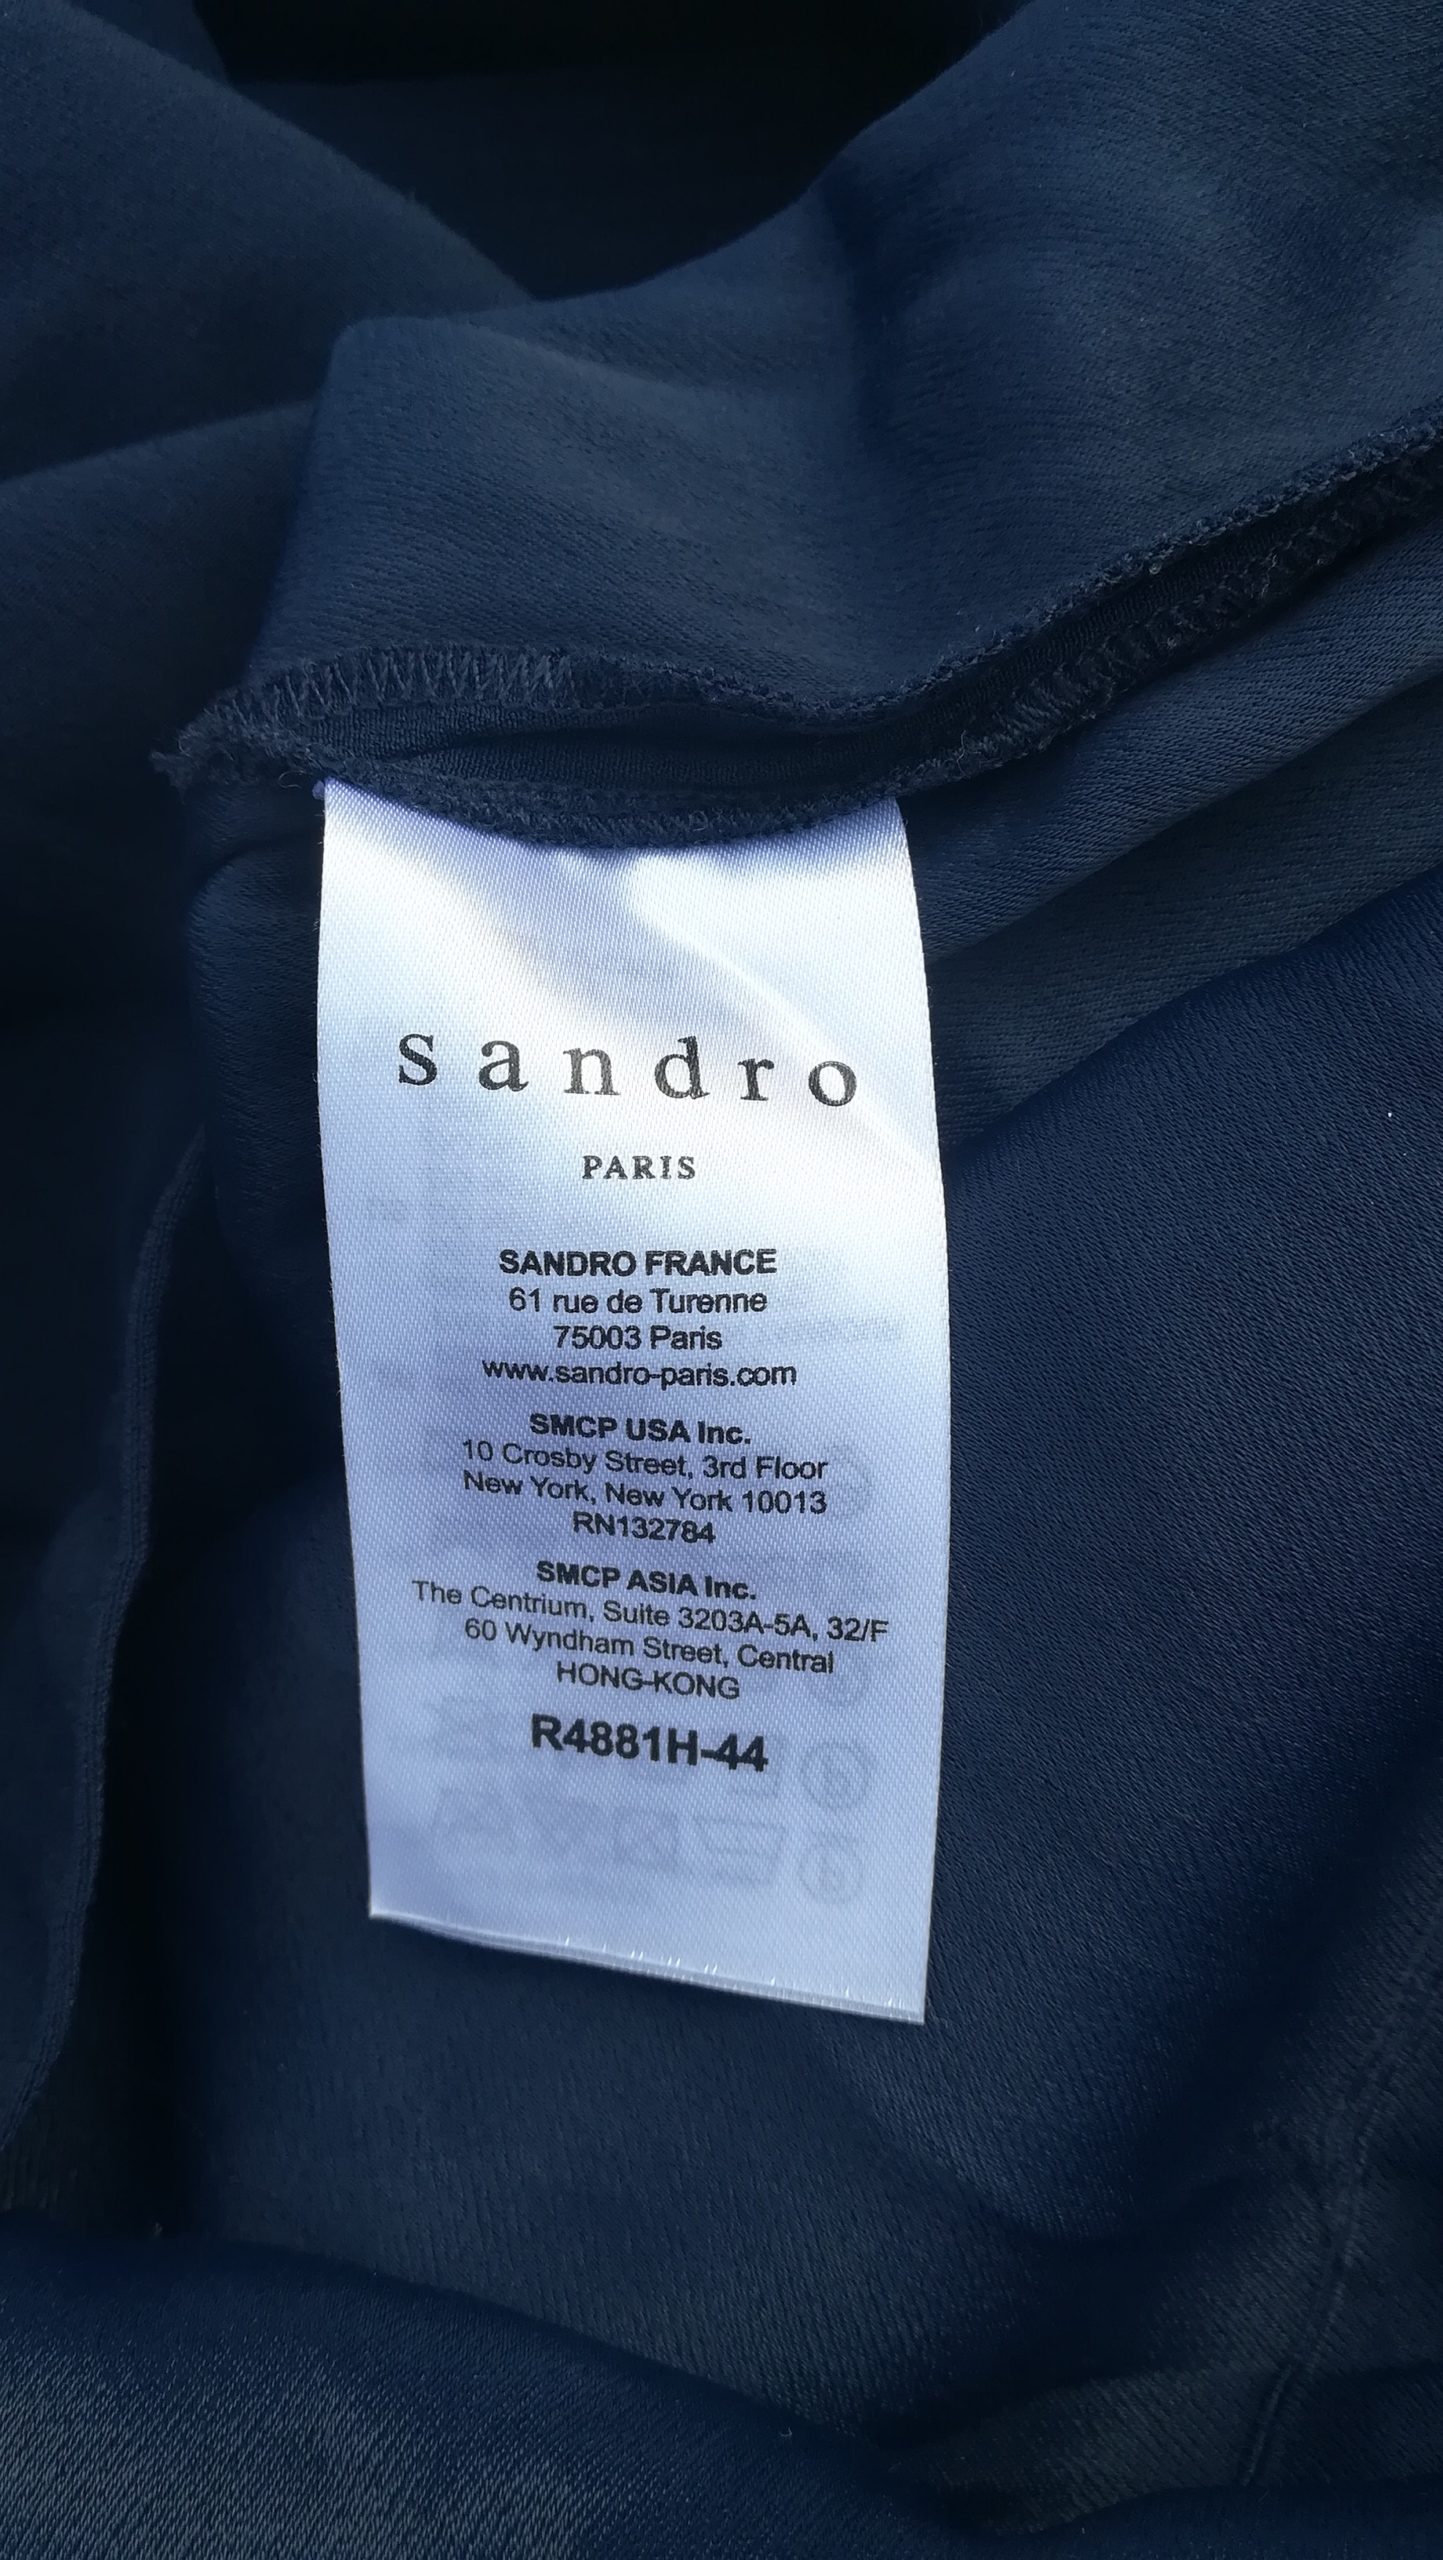 sandro
PARIS
SANDRO FRANCE
61 rue de Turenne
75003 Paris
www.sandro-paris.com
SMCP USA Inc.
10 Crosby Street, 3rd Floor
New York, New York 10013
RN132784
SMCP ASIA Inc.
The Centrium, Suite 3203A-5A, 32/F
60 Wyndham Street, Central
HONG-KONG
R4881H-44